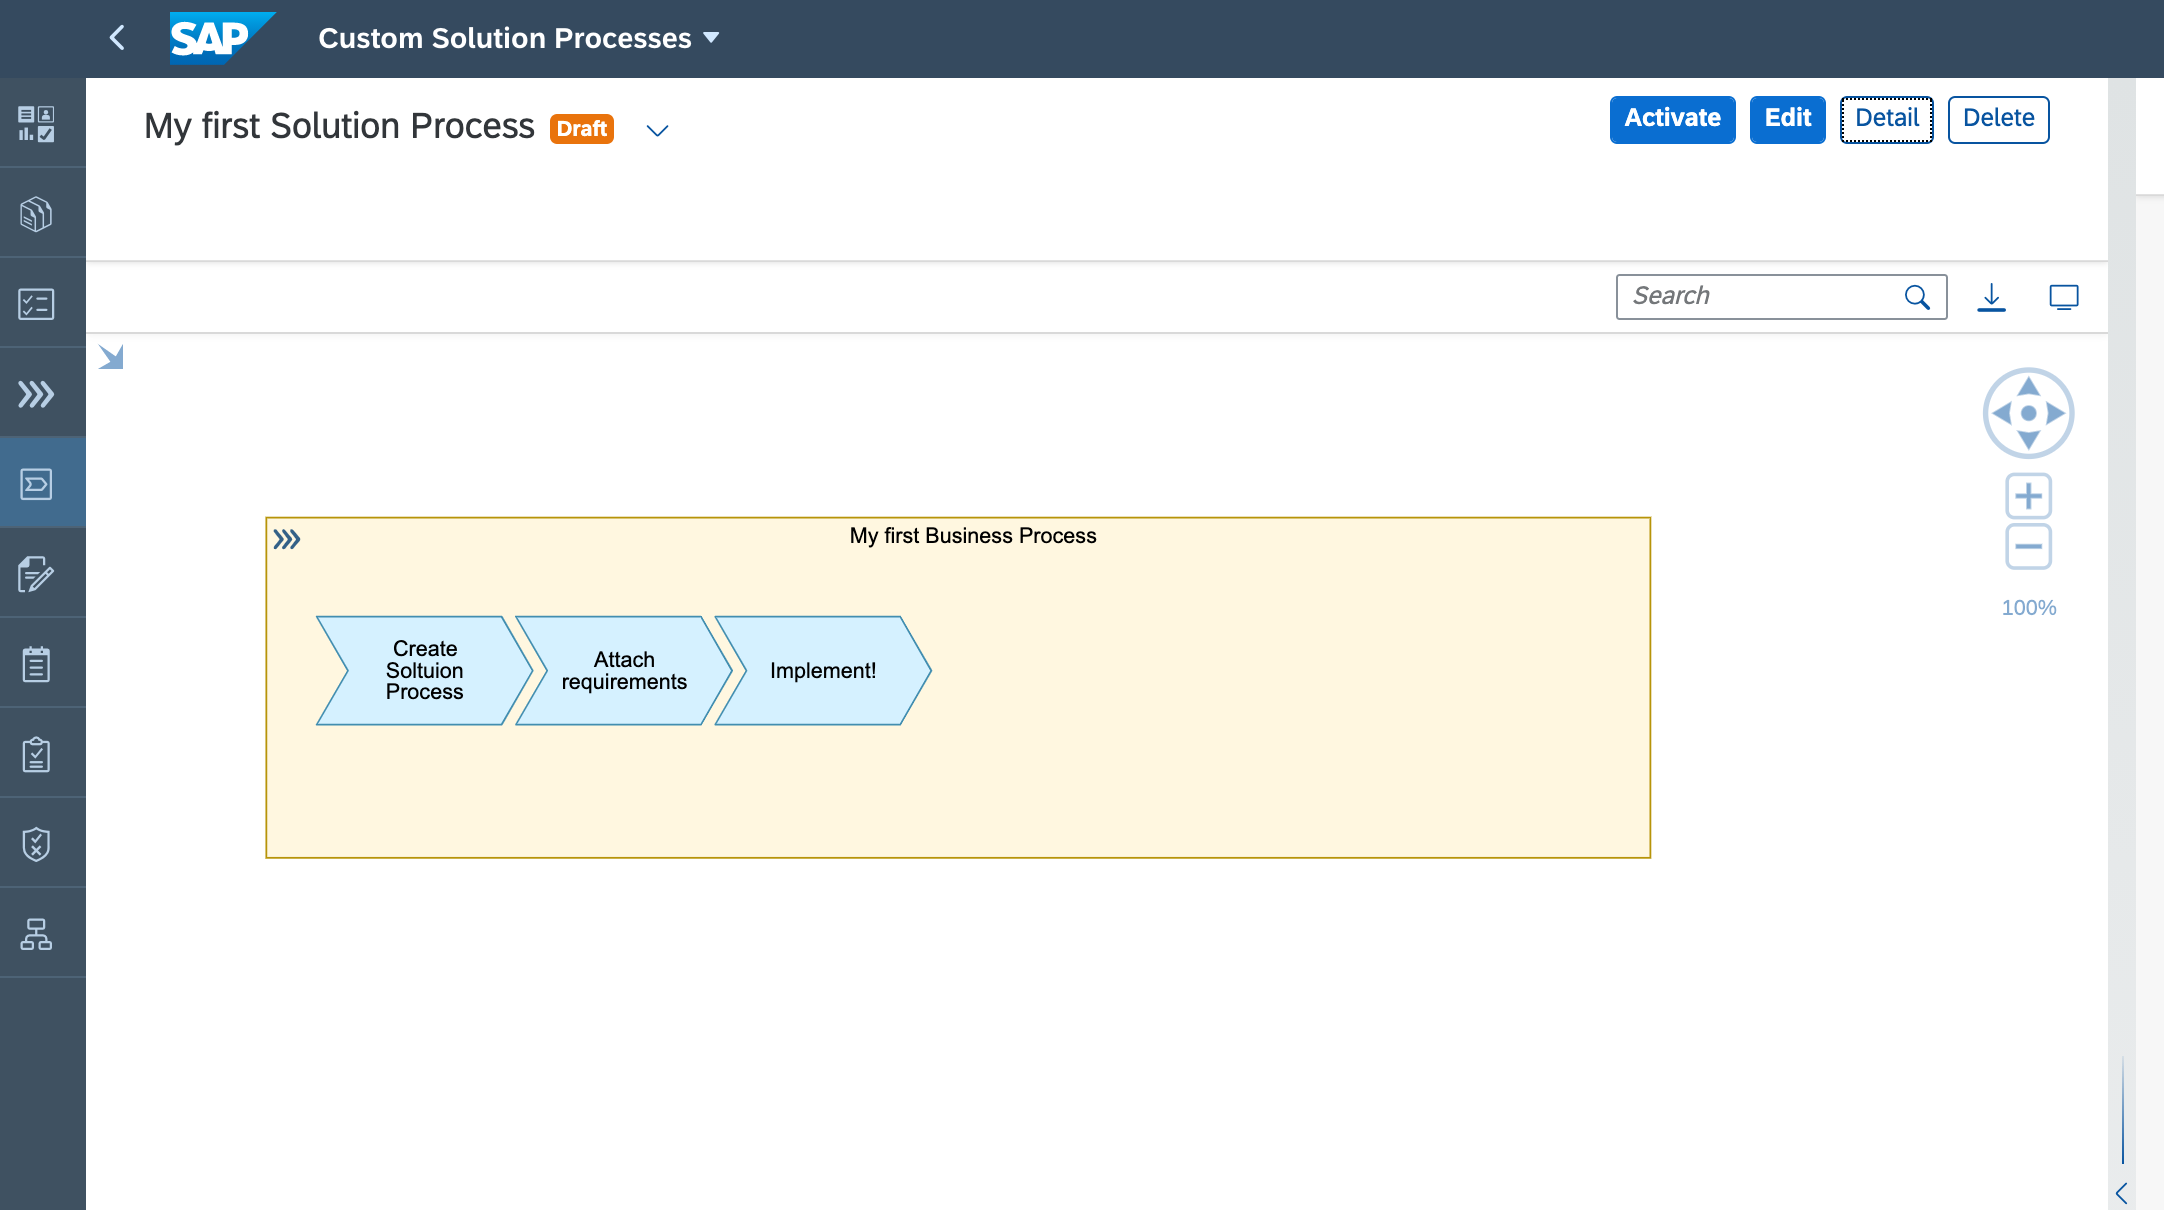 SAP Custom Solution Processes
My first Solution Process Draft
Activate Edit Detail Delete
Search
100%
My first Business Process
Create
Soltuion
Process
Attach
requirements
Implement!